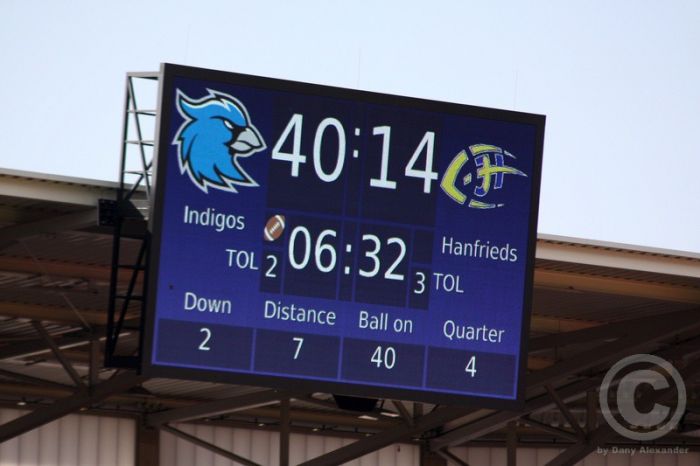 40:14
Indigos
Hanfrieds
TOL 2
06:32
3 TOL
Down Distance Ball on Quarter
2 7 40 4
©
by Dany Alexander